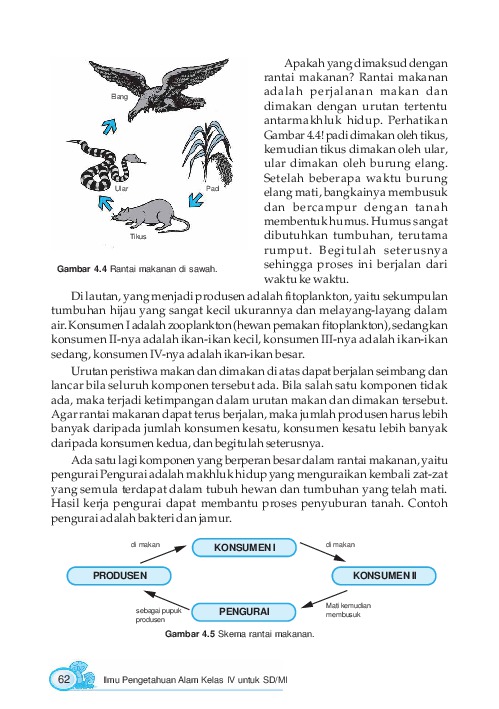 Elang
Ular
Padi
Tikus
Gambar 4.4 Rantai makanan di sawah.
Apakah yang dimaksud dengan
rantai makanan? Rantai makanan
adalah perjalanan makan dan
dimakan dengan urutan tertentu
antarmakhluk hidup. Perhatikan
Gambar 4.4! padi dimakan oleh tikus,
kemudian tikus dimakan oleh ular,
ular dimakan oleh burung elang.
Setelah beberapa waktu burung
elang mati, bangkainya membusuk
dan bercampur dengan tanah
membentuk humus. Humus sangat
dibutuhkan tumbuhan, terutama
rumput. Begitulah seterusnya
sehingga proses ini berjalan dari
waktu ke waktu.
Di lautan, yang menjadi produsen adalah fitoplankton, yaitu sekumpulan
tumbuhan hijau yang sangat kecil ukurannya dan melayang-layang dalam
air. Konsumen I adalah zooplankton (hewan pemakan fitoplankton), sedangkan
konsumen II-nya adalah ikan-ikan kecil, konsumen III-nya adalah ikan-ikan
sedang, konsumen IV-nya adalah ikan-ikan besar.
Urutan peristiwa makan dan dimakan di atas dapat berjalan seimbang dan
lancar bila seluruh komponen tersebut ada. Bila salah satu komponen tidak
ada, maka terjadi ketimpangan dalam urutan makan dan dimakan tersebut.
Agar rantai makanan dapat terus berjalan, maka jumlah produsen harus lebih
banyak daripada jumlah konsumen kesatu, konsumen kesatu lebih banyak
daripada konsumen kedua, dan begitulah seterusnya.
Ada satu lagi komponen yang berperan besar dalam rantai makanan, yaitu
pengurai Pengurai adalah makhluk hidup yang menguraikan kembali zat-zat
yang semula terdapat dalam tubuh hewan dan tumbuhan yang telah mati.
Hasil kerja pengurai dapat membantu proses penyuburan tanah. Contoh
pengurai adalah bakteri dan jamur.
di makan
KONSUMEN I
di makan
PRODUSEN
KONSUMEN II
sebagai pupuk
produsen
PENGURAI
Mati kemudian
membusuk
Gambar 4.5 Skema rantai makanan.
62
Ilmu Pengetahuan Alam Kelas IV untuk SD/MI